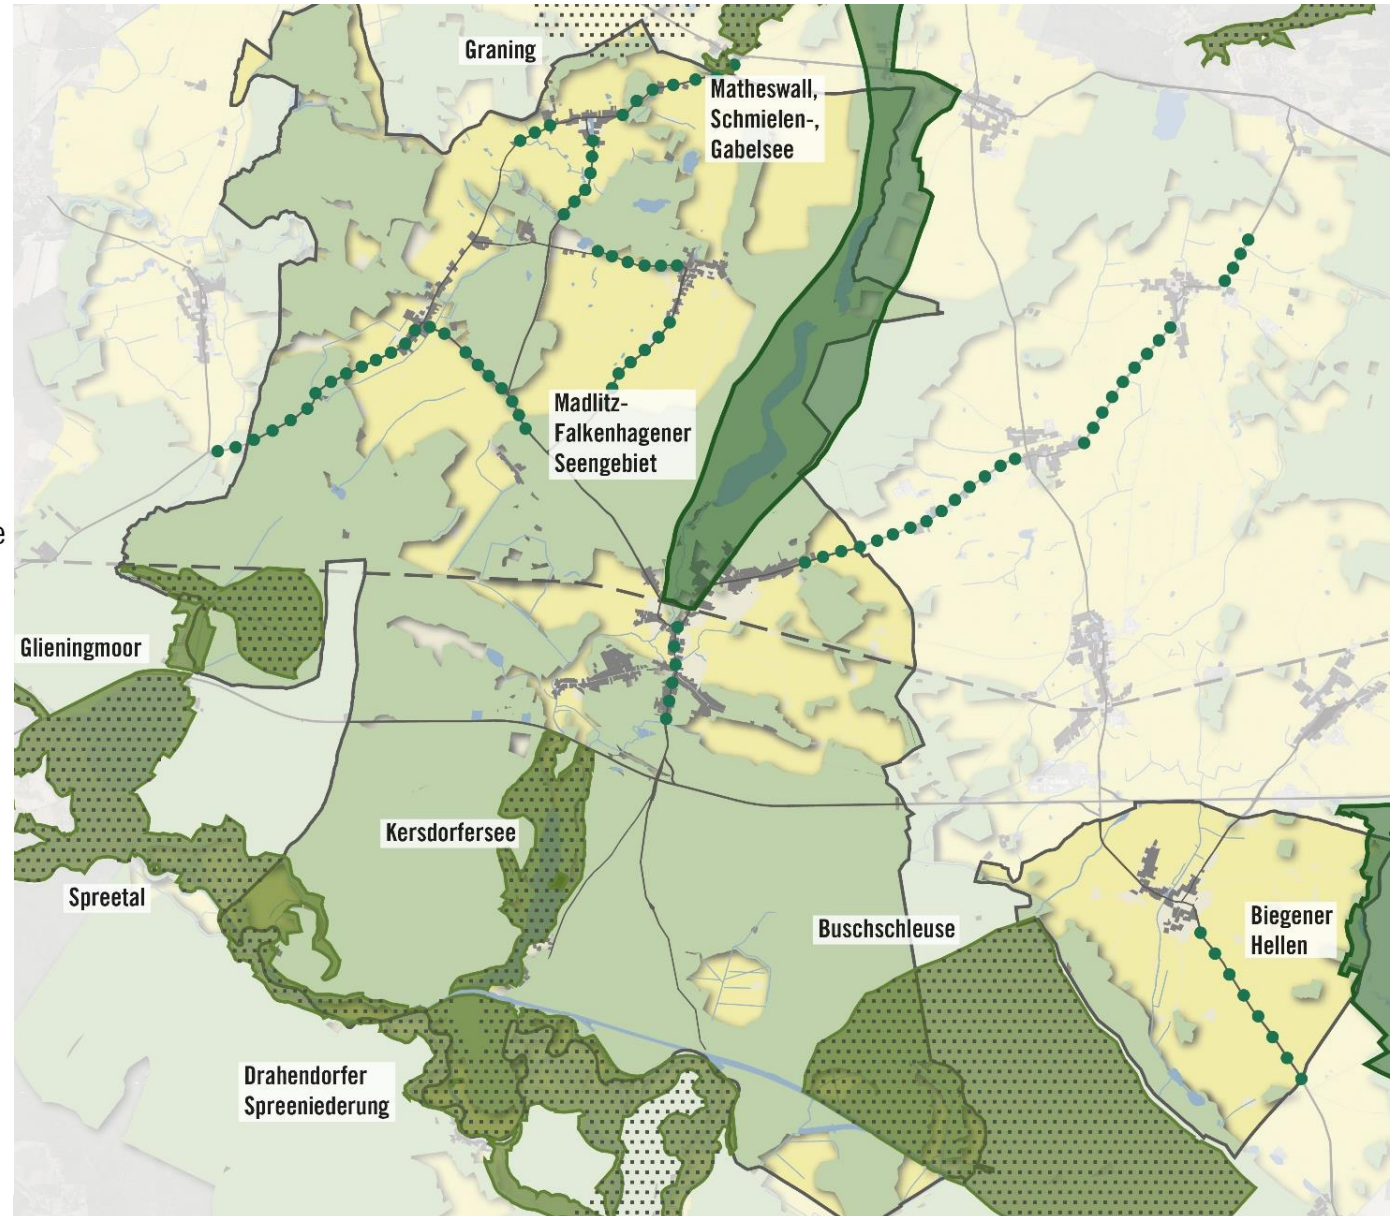 Graning
Matheswall,
Schmielen-,
Gabelsee
Madlitz-
Falkenhagener
Seengebiet
e
Glieningmoor
Kersdorfersee
Spreetal
Buschschleuse
Biegener
Hellen
Drahendorfer
Spreeniederung